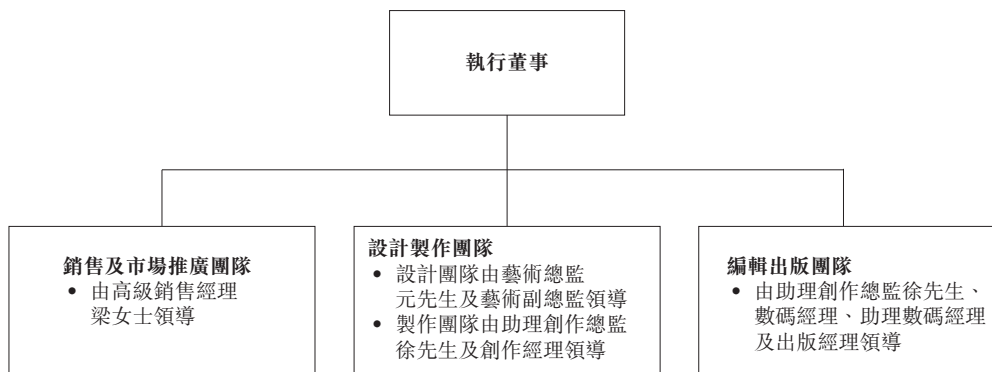 執行董事
銷售及市場推廣團隊
• 由高級銷售經理
梁女士領導
設計製作團隊
• 設計團隊由藝術總監
元先生及藝術副總監領導
• 製作團隊由助理創作總監
徐先生及創作經理領導
編輯出版團隊
• 由助理創作總監徐先生、
數碼經理、助理數碼經理
及出版經理領導